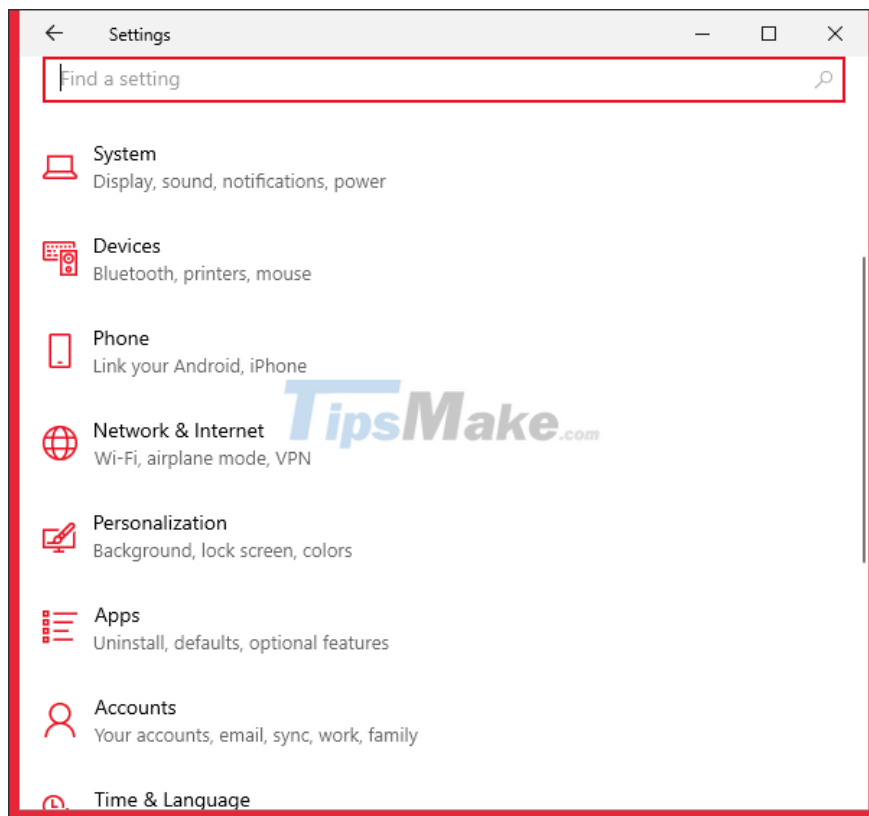 Settings
Find a setting
System
Display, sound, notifications, power
Devices
Bluetooth, printers, mouse
Phone
Link your Android, iPhone
TipsMake.com
Network & Internet
Wi-Fi, airplane mode, VPN
Personalization
Background, lock screen, colors
Apps
Uninstall, defaults, optional features
Accounts
Your accounts, email, sync, work, family
Time & Language